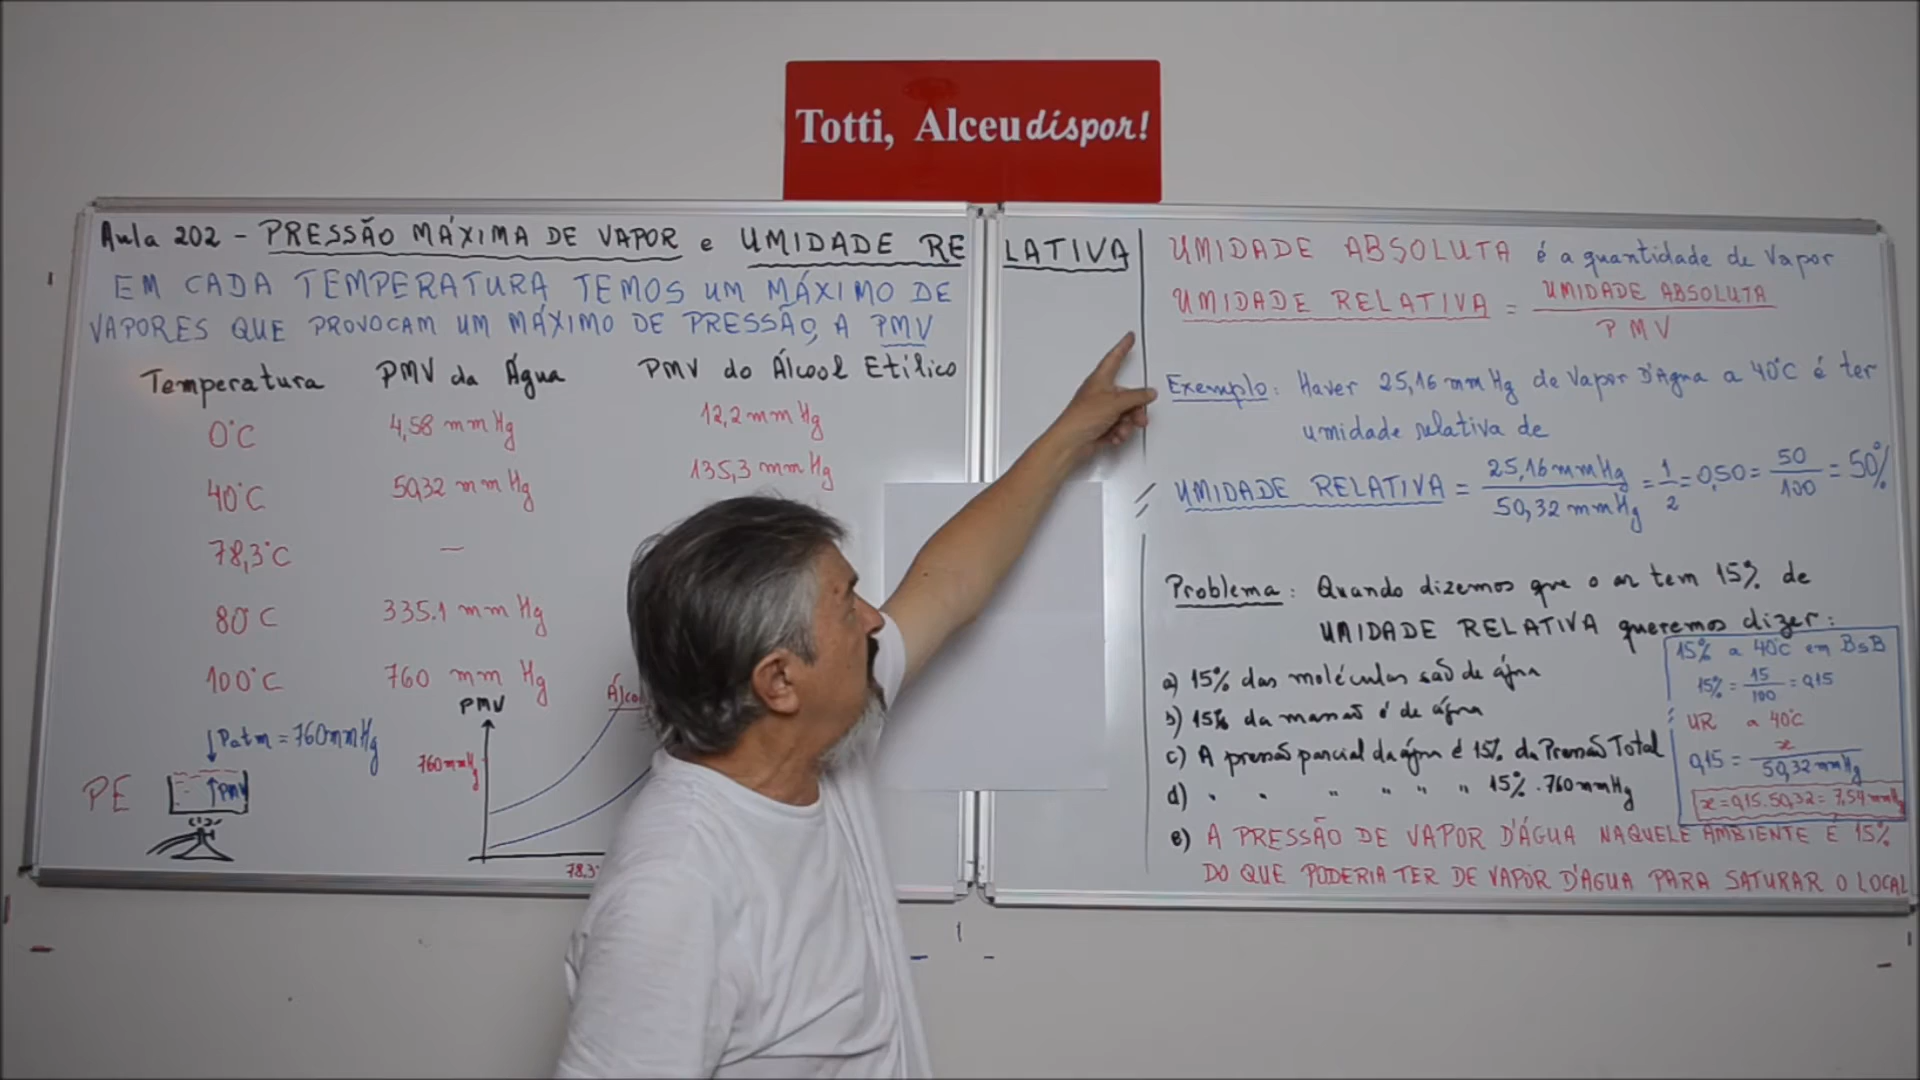 Totti, Alceu dispor!
Aula 202 - PRESSÃO MÁXIMA DE VAPOR e UMIDADE RELATIVA
EM CADA TEMPERATURA TEMOS UM MÁXIMO DE
VAPORES QUE PROVOCAM UM MÁXIMO DE PRESSÃO, A PMV
Temperatura PMV da Água PMV do Álcool Etílico
0°C 4,58 mm Hg 12,2 mm Hg
40°C 50,32 mm Hg 135,3 mm Hg
78,3°C —
80°C 335.1 mm Hg
100°C 760 mm Hg
PMV
760 mmHg
78,3°
Patm = 760mmHg
PE
PMV
UMIDADE ABSOLUTA é a quantidade de vapor
UMIDADE RELATIVA = UMIDADE ABSOLUTA
PMV
Exemplo: Haver 25,16 mm Hg de Vapor D'Água a 40°C é ter
umidade relativa de
UMIDADE RELATIVA = 25,16 mmHg / 50,32 mmHg = 1/2 = 0,50 = 50/100 = 50%
Problema: Quando dizemos que o ar tem 15% de
UMIDADE RELATIVA queremos dizer:
a) 15% das moléculas são de água
b) 15% da massa é de água
c) A pressão parcial da água é 15% da Pressão Total
d) " " " " " " 15% . 760mmHg
e) A PRESSÃO DE VAPOR D'ÁGUA NAQUELE AMBIENTE É 15%
DO QUE PODERIA TER DE VAPOR D'ÁGUA PARA SATURAR O LOCAL
15% a 40°C em BsB
15% = 15/100 = 0,15
UR a 40°C
0,15 = x / 50,32 mmHg
x = 0,15 . 50,32 = 7,54 mmHg